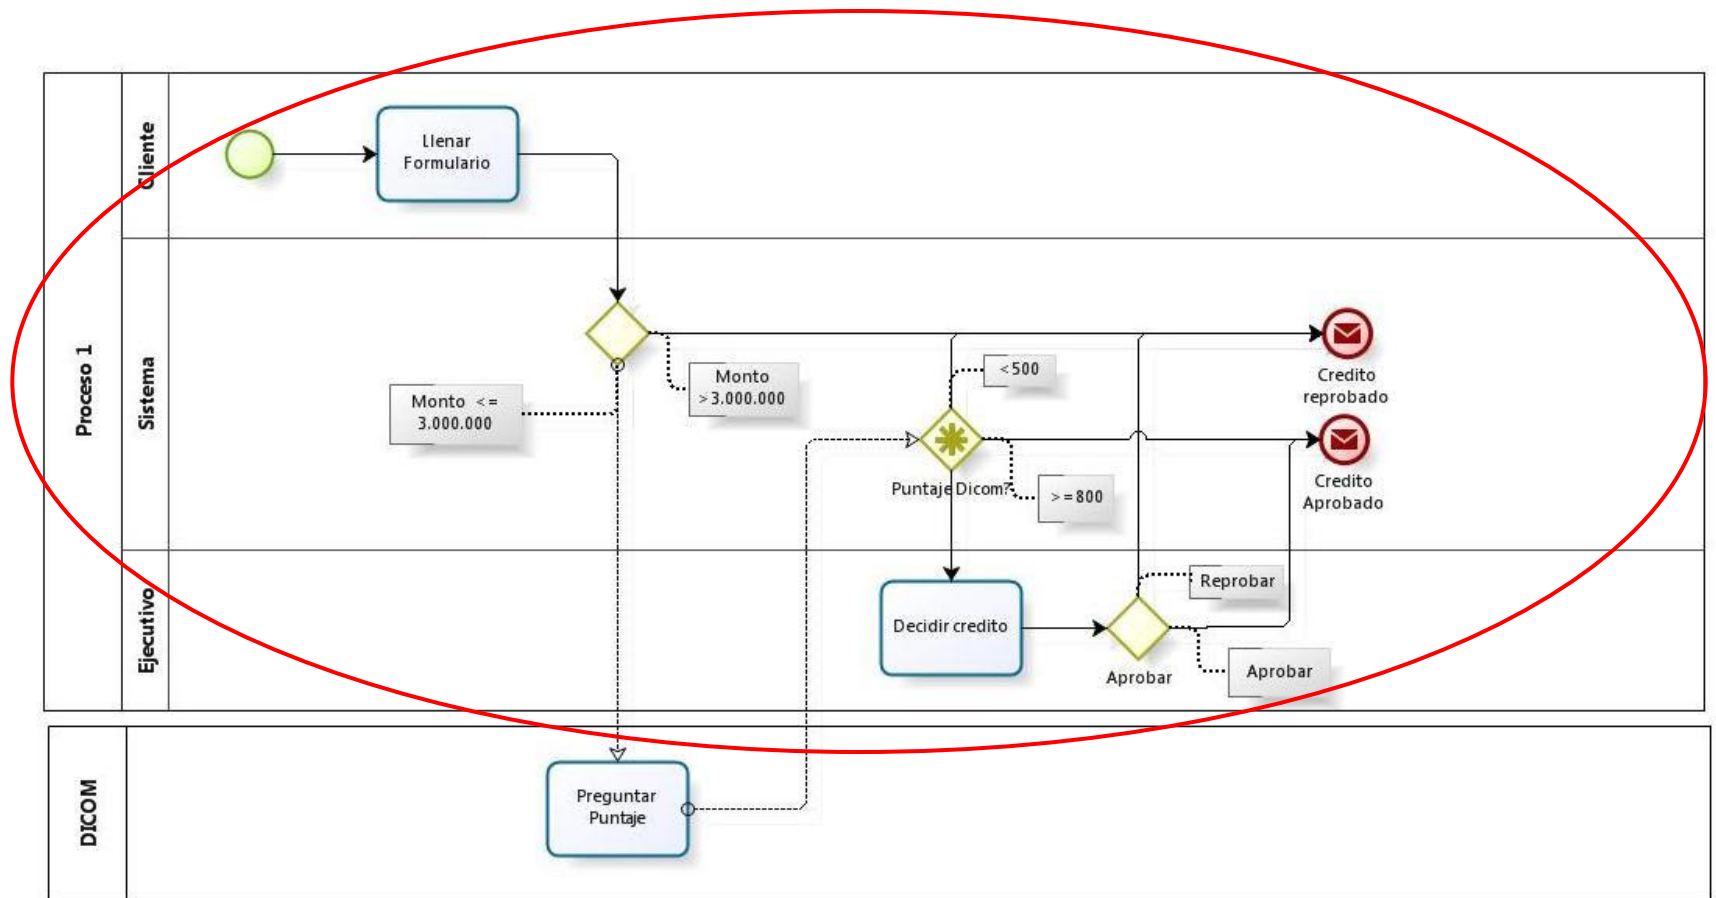 Proceso 1
Cliente
Llenar
Formulario
Sistema
Monto <=
3.000.000
Monto
>3.000.000
<500
Puntaje Dicom?
>=800
Credito
reprobado
Credito
Aprobado
Ejecutivo
Decidir credito
Aprobar
Reprobar
Aprobar
DICOM
Preguntar
Puntaje